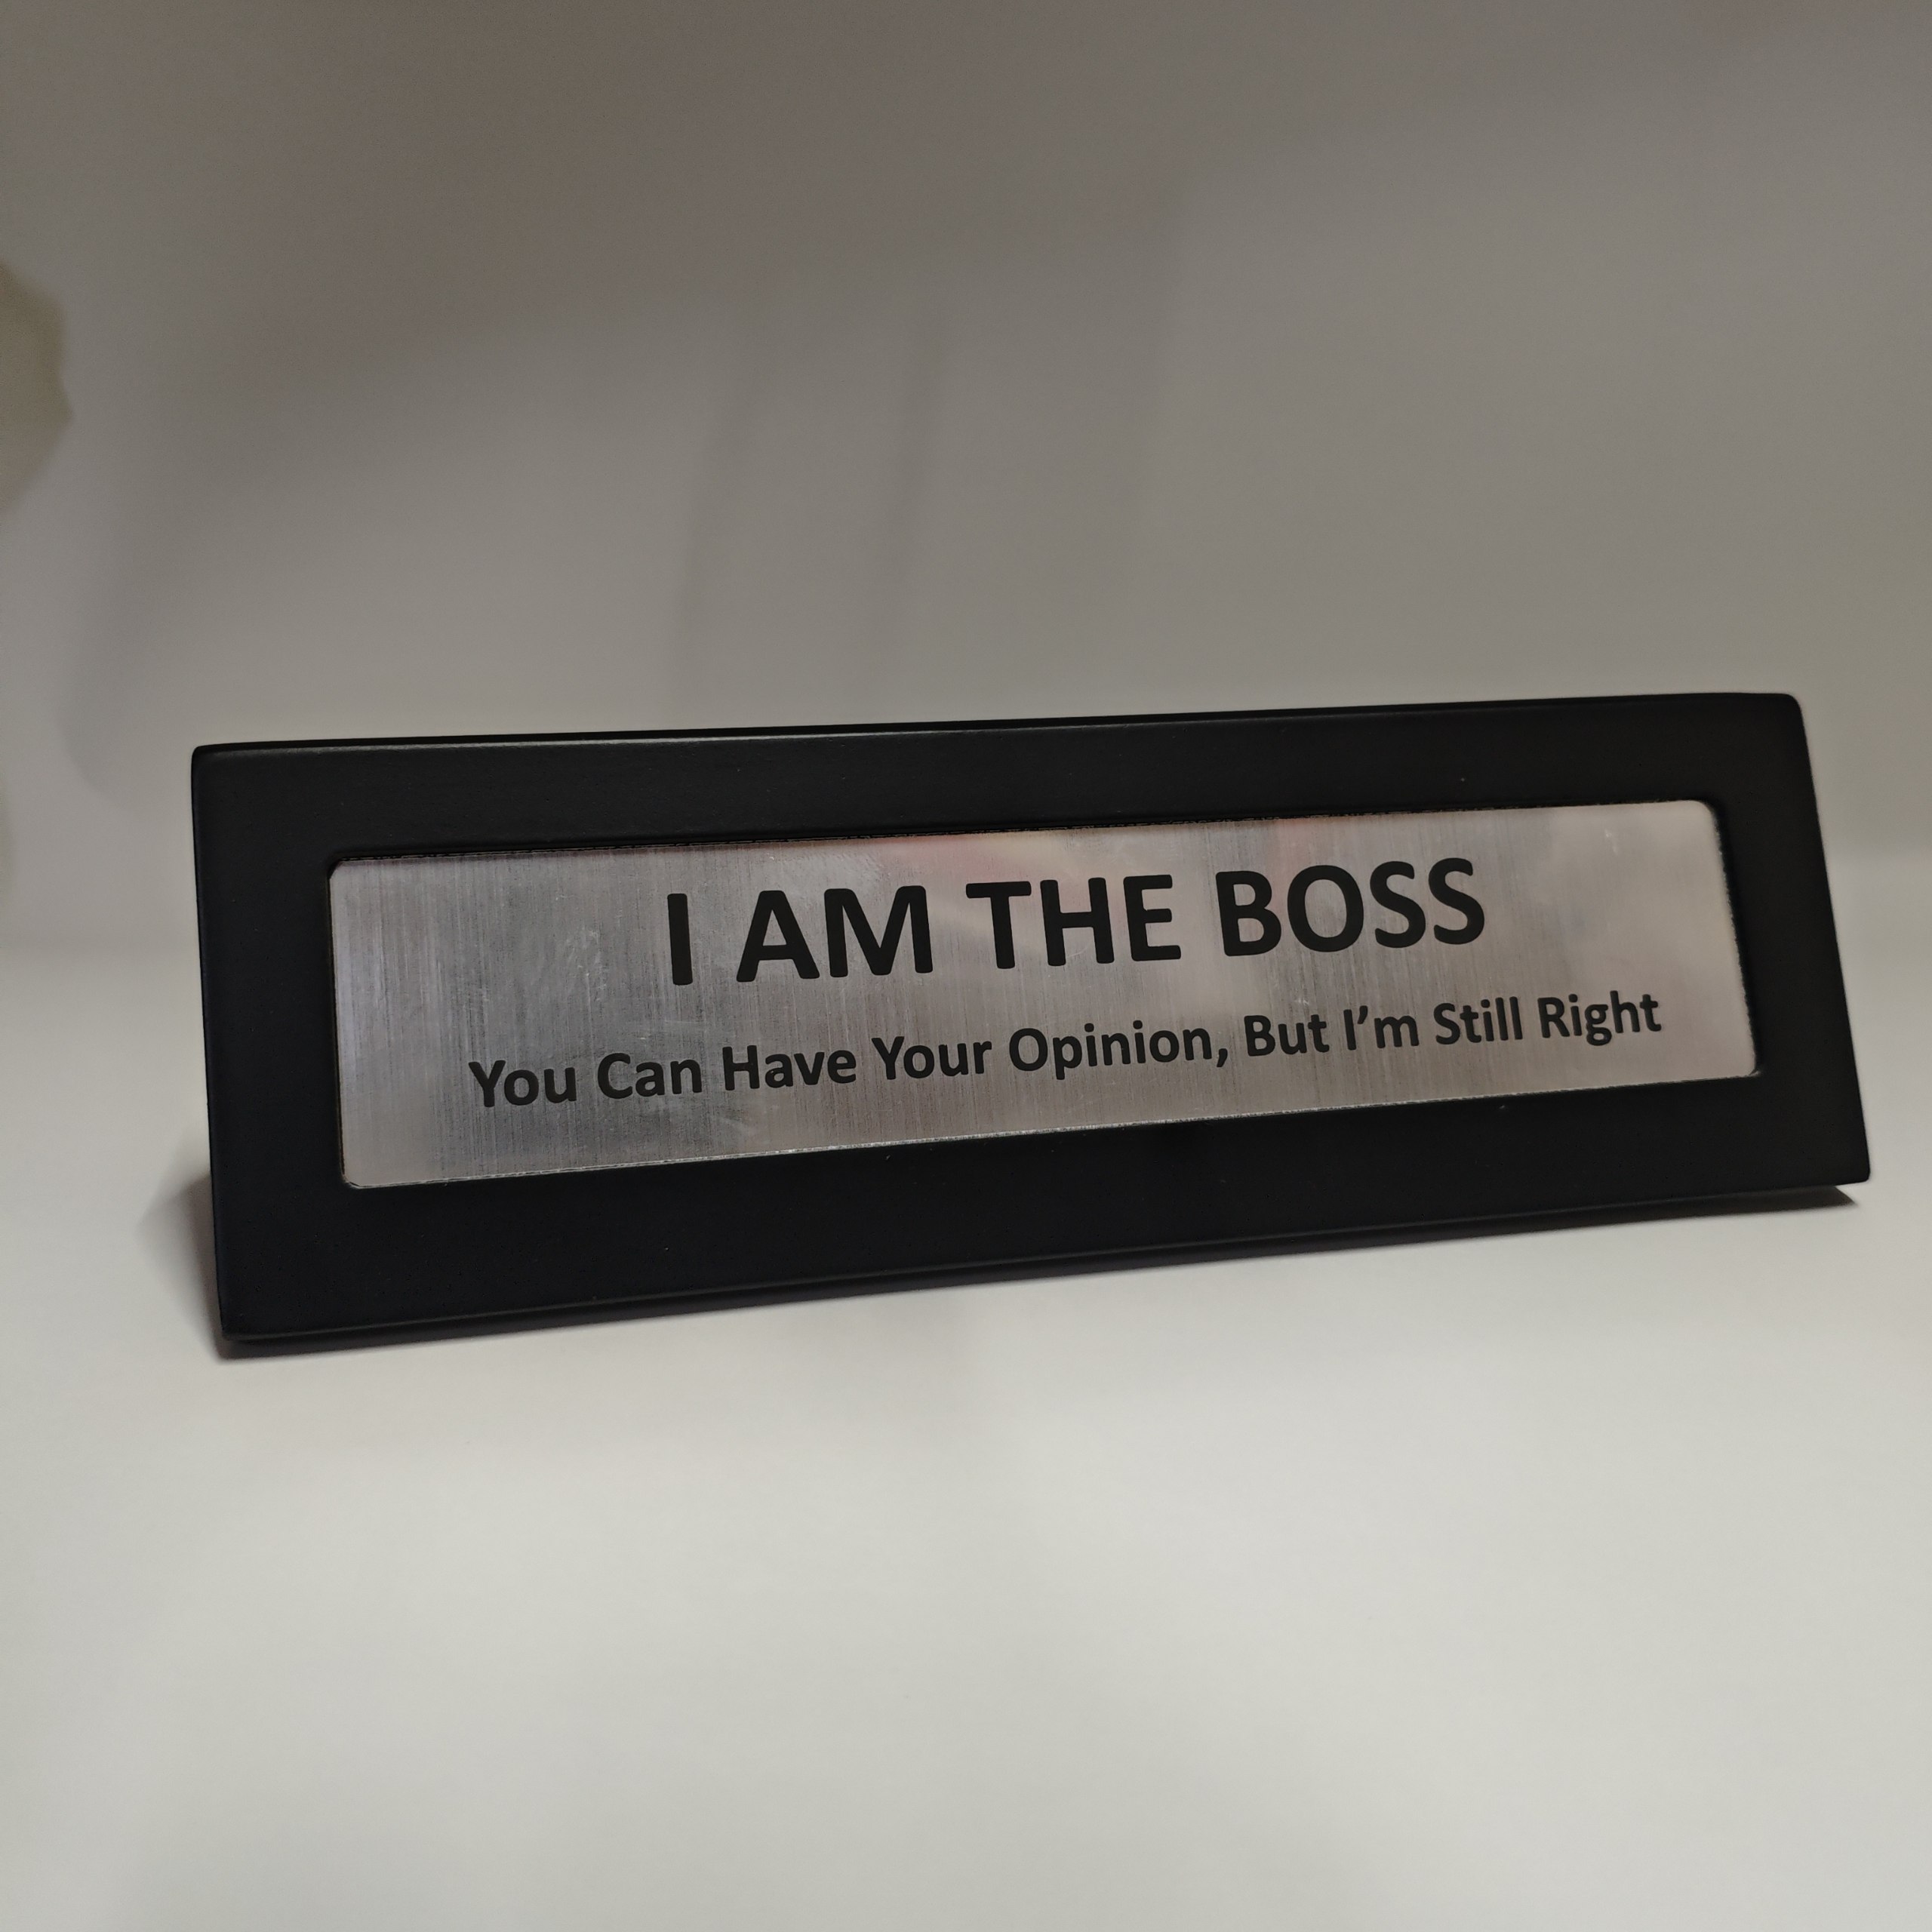 I AM THE BOSS
You Can Have Your Opinion, But I’m Still Right